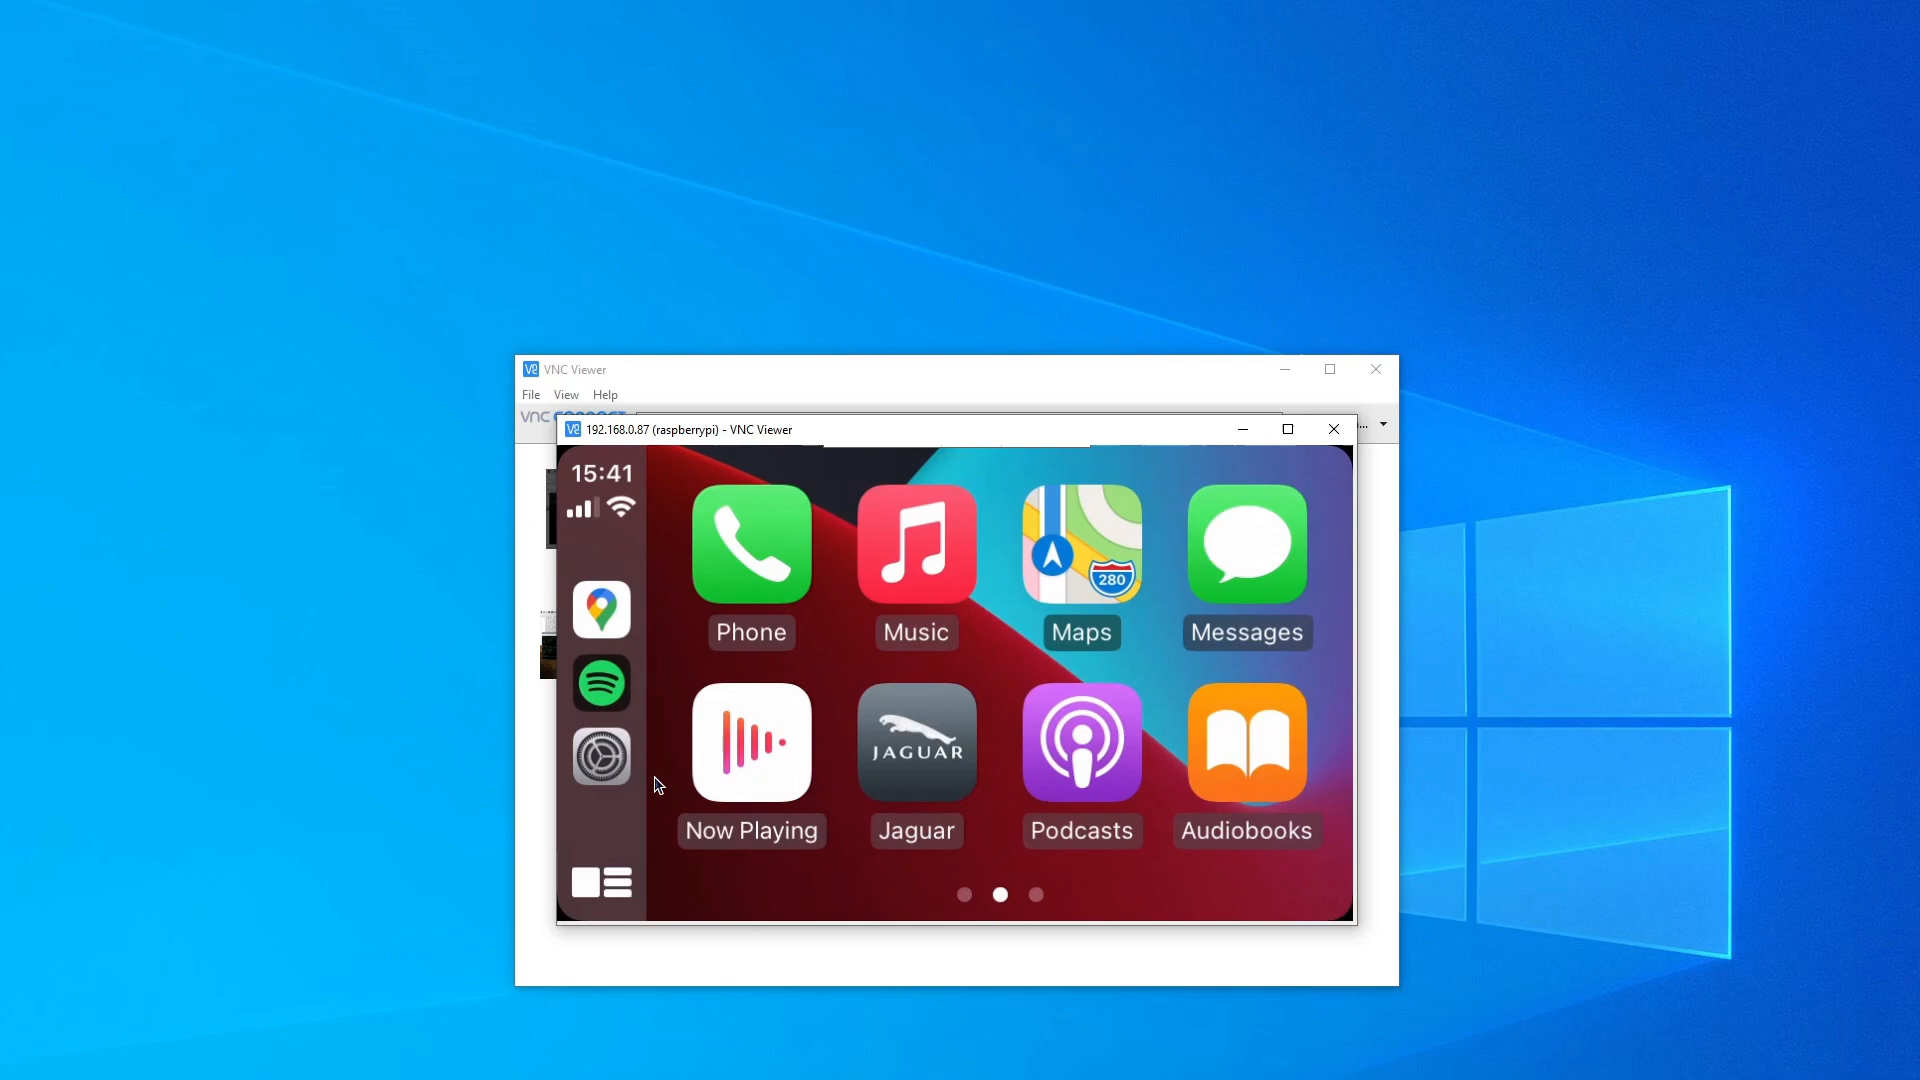 VNC Viewer
File View Help
192.168.0.87 (raspberrypi) - VNC Viewer
15:41
280
Phone Music Maps Messages
JAGUAR
Now Playing Jaguar Podcasts Audiobooks